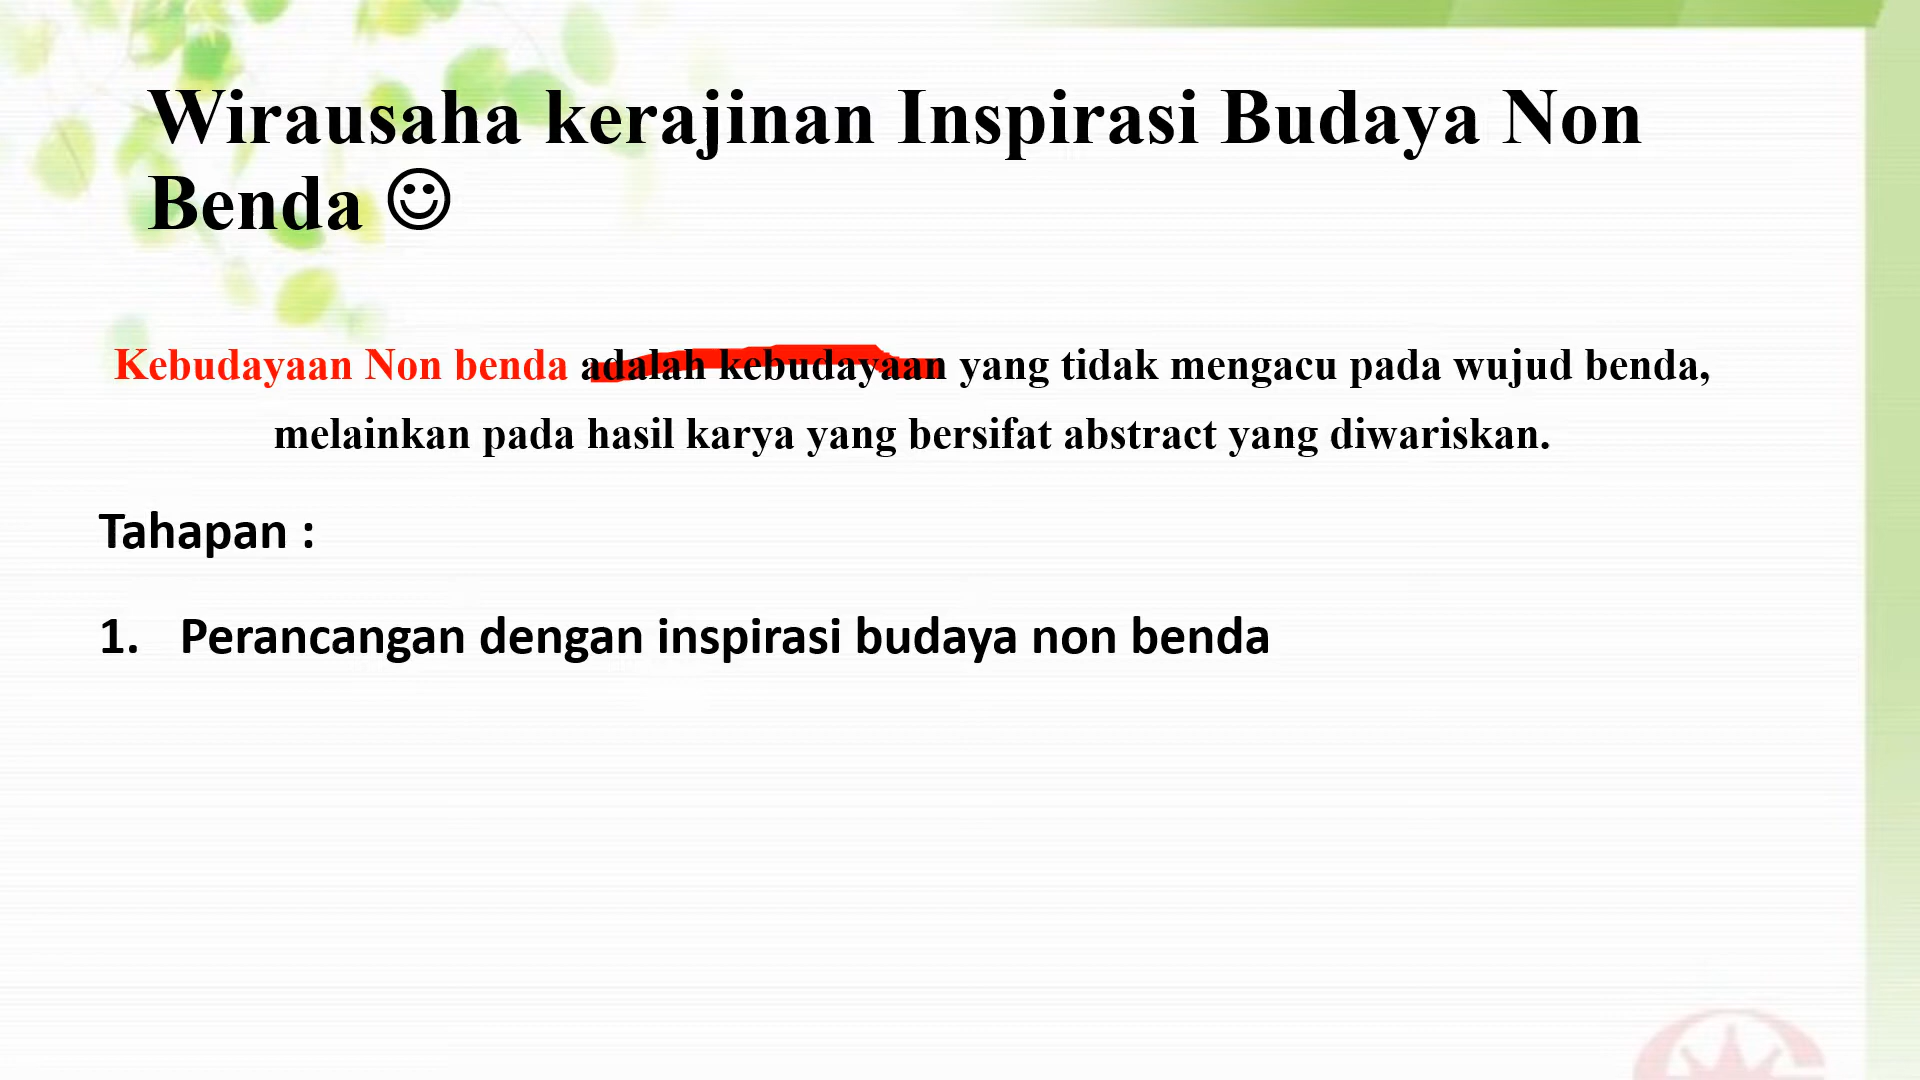 Wirausaha kerajinan Inspirasi Budaya Non
Benda ☺
Kebudayaan Non benda adalah kebudayaan yang tidak mengacu pada wujud benda,
melainkan pada hasil karya yang bersifat abstract yang diwariskan.
Tahapan :
1. Perancangan dengan inspirasi budaya non benda